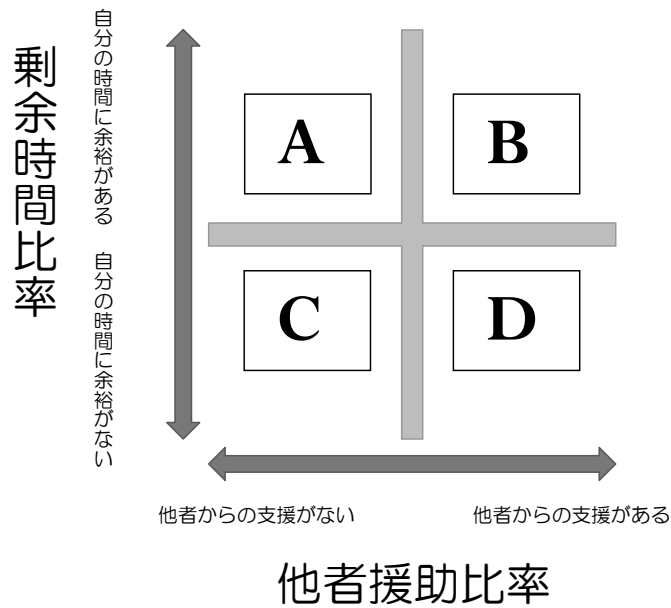 剰余時間比率
自分の時間に余裕がある
自分の時間に余裕がない
A
B
C
D
他者からの支援がない
他者からの支援がある
他者援助比率